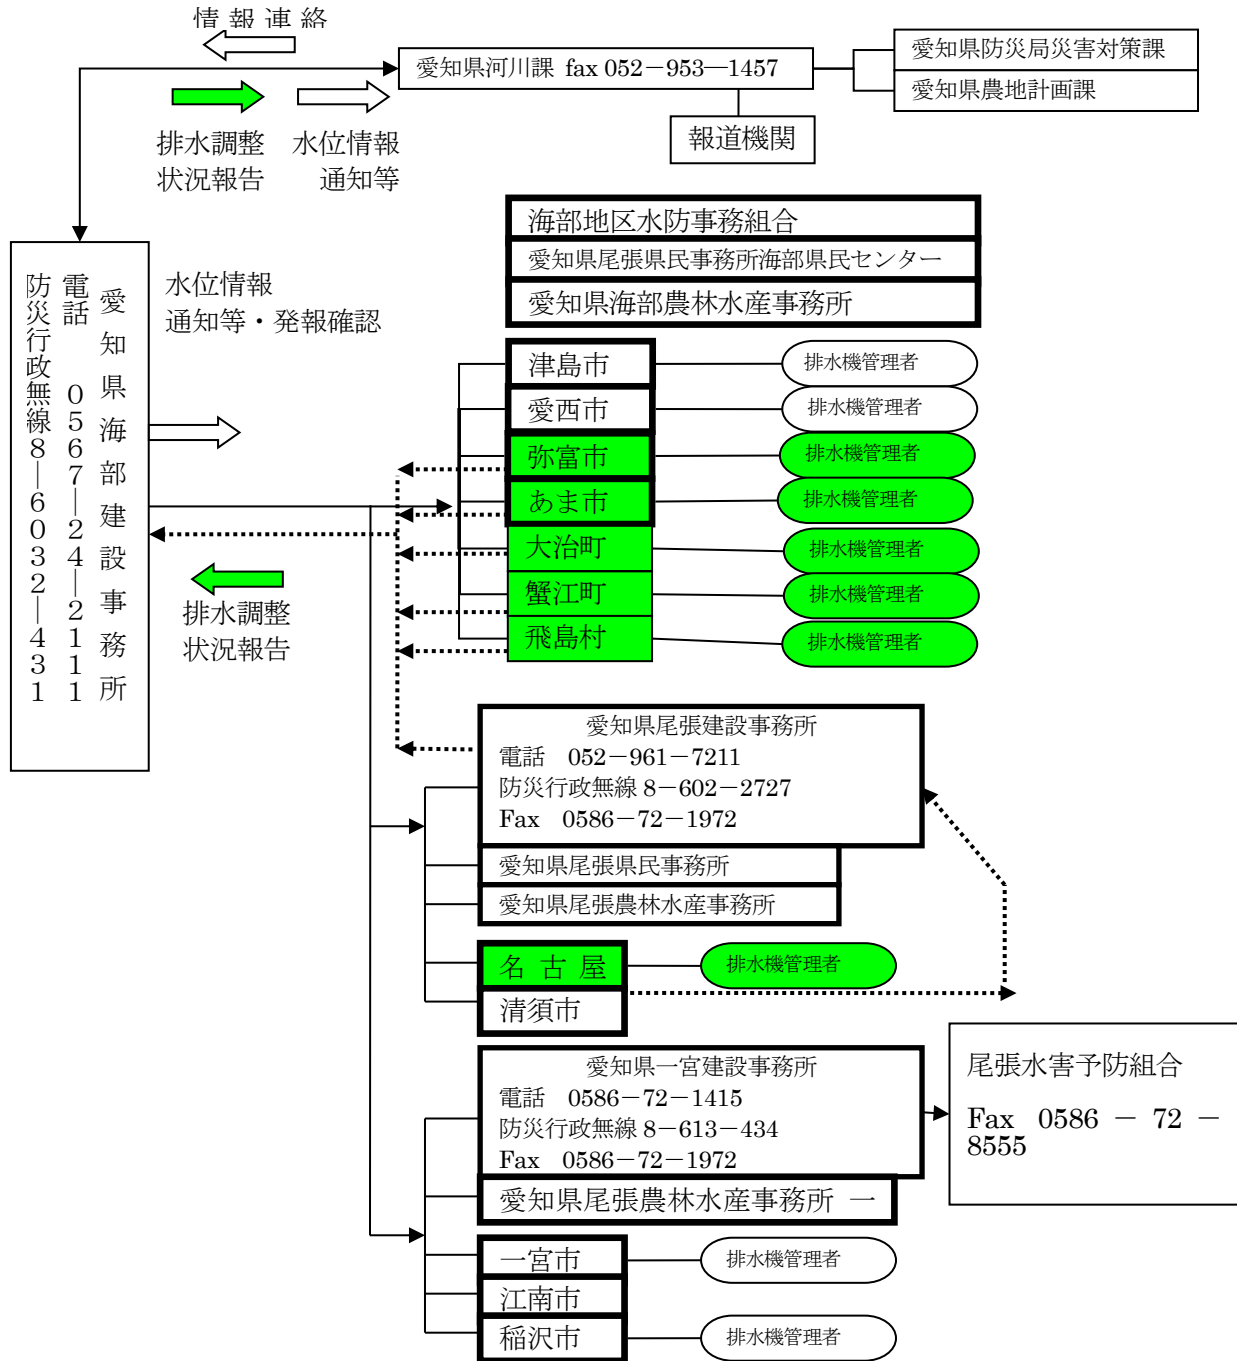 情 報 連 絡
愛知県河川課 fax 052－953―1457
愛知県防災局災害対策課
愛知県農地計画課
報道機関
排水調整
状況報告
水位情報
通知等
愛知県海部建設事務所
電話 0567―24―2111
防災行政無線8―6032―431
水位情報
通知等・発報確認
排水調整
状況報告
海部地区水防事務組合
愛知県尾張県民事務所海部県民センター
愛知県海部農林水産事務所
津島市
排水機管理者
愛西市
排水機管理者
弥富市
排水機管理者
あま市
排水機管理者
大治町
排水機管理者
蟹江町
排水機管理者
飛島村
排水機管理者
愛知県尾張建設事務所
電話 052－961－7211
防災行政無線 8－602－2727
Fax 0586－72－1972
愛知県尾張県民事務所
愛知県尾張農林水産事務所
名 古 屋
排水機管理者
清須市
愛知県一宮建設事務所
電話 0586－72－1415
防災行政無線 8－613－434
Fax 0586－72－1972
愛知県尾張農林水産事務所 一
尾張水害予防組合
Fax 0586 － 72 －
8555
一宮市
排水機管理者
江南市
稲沢市
排水機管理者